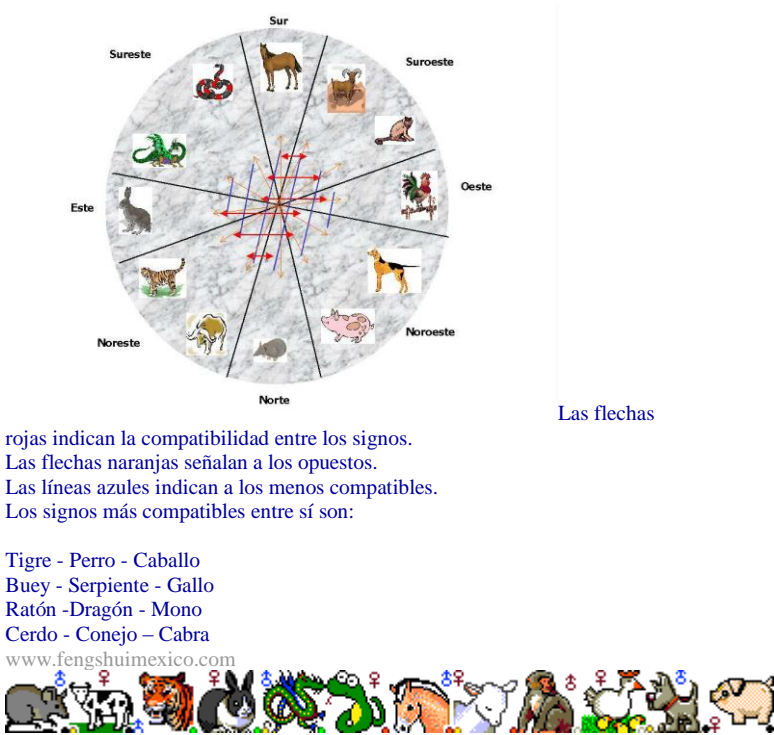 Sur
Sureste
Suroeste
Este
Oeste
Noreste
Noroeste
Norte
Las flechas
rojas indican la compatibilidad entre los signos.
Las flechas naranjas señalan a los opuestos.
Las líneas azules indican a los menos compatibles.
Los signos más compatibles entre sí son:
Tigre - Perro - Caballo
Buey - Serpiente - Gallo
Ratón -Dragón - Mono
Cerdo - Conejo – Cabra
www.fengshuimexico.com